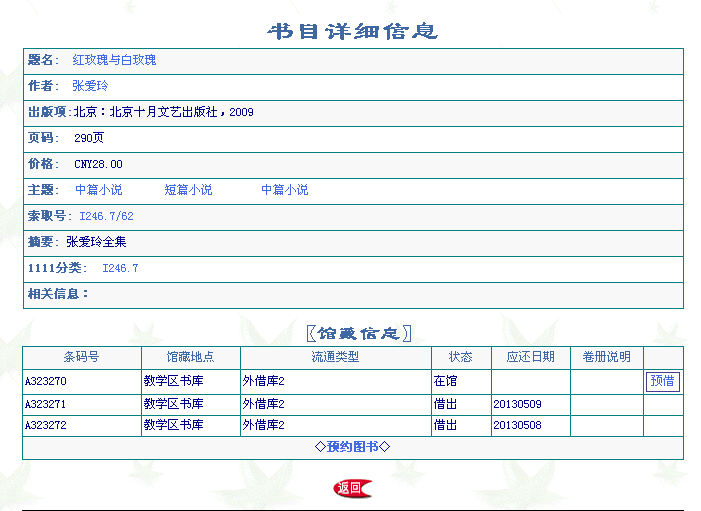 书目详细信息
题名: 红玫瑰与白玫瑰
作者: 张爱玲
出版项:北京：北京十月文艺出版社，2009
页码: 290页
价格: CNY28.00
主题: 中篇小说 短篇小说 中篇小说
索取号: I246.7/62
摘要: 张爱玲全集
1111分类: I246.7
相关信息：
〖馆藏信息〗
条码号 馆藏地点 流通类型 状态 应还日期 卷册说明
A323270 教学区书库 外借库2 在馆 预借
A323271 教学区书库 外借库2 借出 20130509
A323272 教学区书库 外借库2 借出 20130508
◇预约图书◇
返回